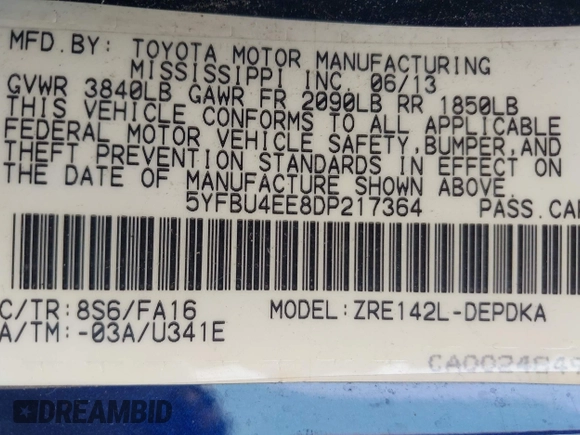 MFD.BY: TOYOTA MOTOR MANUFACTURING
MISSISSIPPI INC. 06/13
GVWR 3840LB GAWR FR 2090LB RR 1850LB
THIS VEHICLE CONFORMS TO ALL APPLICABLE
FEDERAL MOTOR VEHICLE SAFETY,BUMPER,AND
THEFT PREVENTION STANDARDS IN EFFECT ON
THE DATE OF MANUFACTURE SHOWN ABOVE.
5YFBU4EE8DP217364 PASS.CAR
C/TR:8S6/FA16 MODEL:ZRE142L-DEPDKA
A/TM:-03A/U341E
DREAMBID